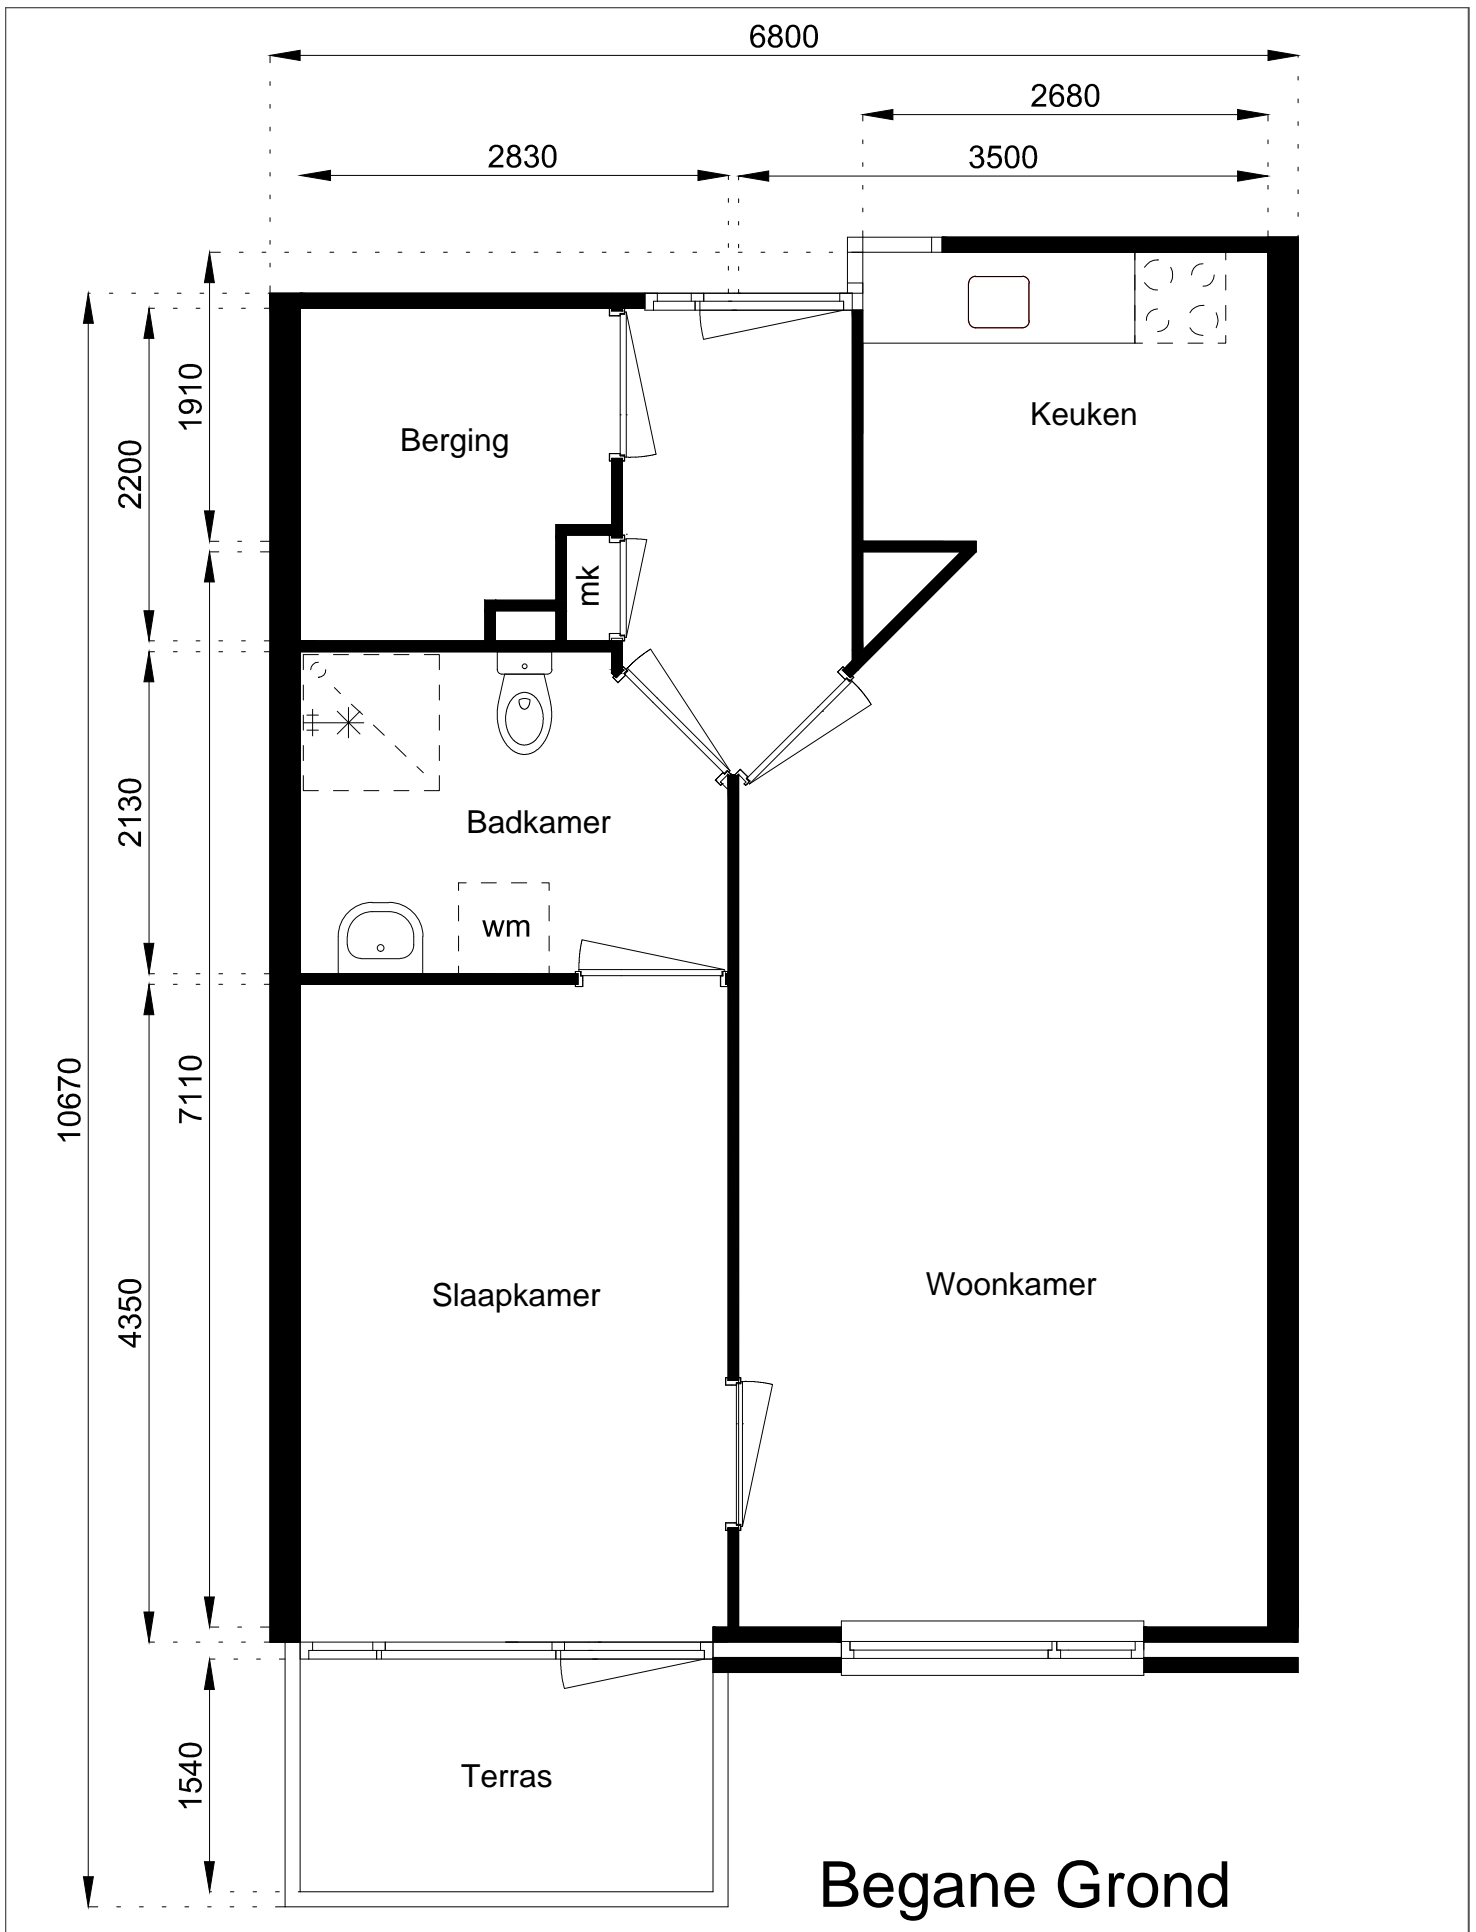 6800
2680
2830
3500
1910
2200
Keuken
Berging
mk
2130
Badkamer
wm
10670
7110
4350
Slaapkamer
Woonkamer
1540
Terras
Begane Grond